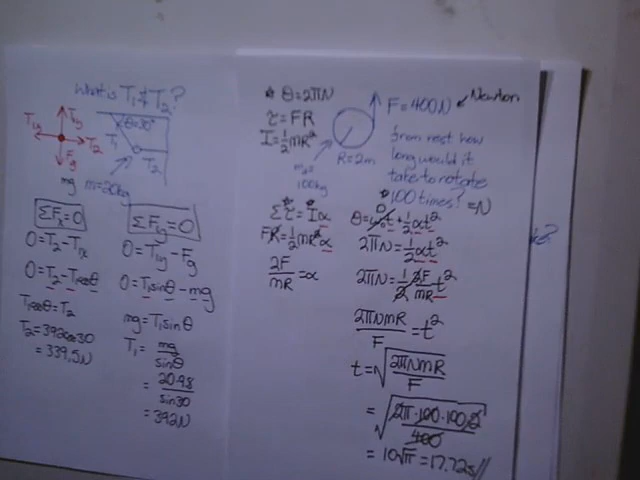 What is T₁ & T₂?
T₁y
T₁x
T₂
Fg
mg
θ=30°
T₁
T₂
m=20kg
ΣFx=0
0=T₂-T₁x
0=T₂-T₁cosθ
T₁cosθ=T₂
T₂=392cos30
=339.5N
ΣFy=0
0=T₁y-Fg
0=T₁sinθ-mg
mg=T₁sinθ
T₁=mg/sinθ
=20·9.8/sin30
=392N
* θ=2πN
τ=FR
I=½mR²
F=400N
Newton
R=2m
m=100kg
from rest how
long would it
take to rotate
100 times? =N
Στ=Iα
FR=½mR²α
2F/mR=α
θ=ω₀t+½αt²
0
2πN=½αt²
2πN=½ 2F/mR t²
2πNmR/F=t²
t=√(2πNmR/F)
=√(2π·100·100·2/400)
=10√π=17.72s//